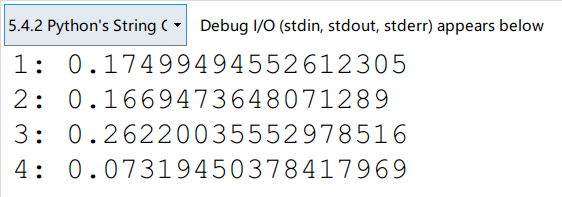 5.4.2 Python's String Debug I/O (stdin, stdout, stderr) appears below
1: 0.17499494552612305
2: 0.1669473648071289
3: 0.26220035552978516
4: 0.07319450378417969